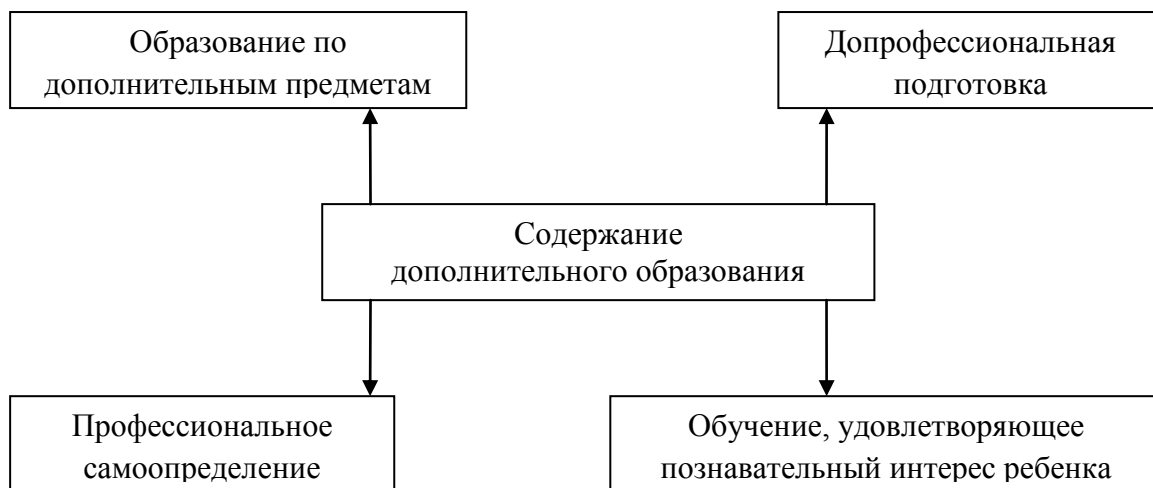 Образование по
дополнительным предметам
Допрофессиональная
подготовка
Содержание
дополнительного образования
Профессиональное
самоопределение
Обучение, удовлетворяющее
познавательный интерес ребенка